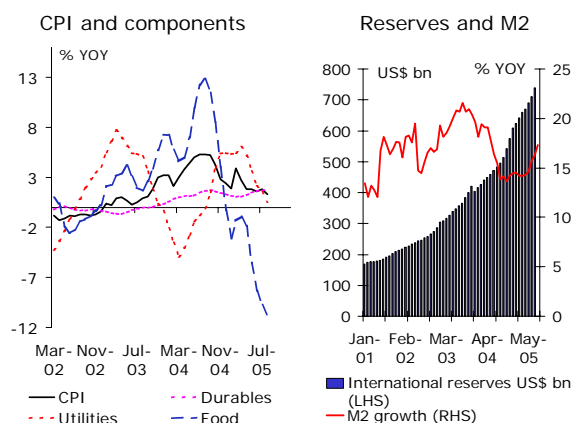 CPI and components
% YOY
13
8
3
-2
-7
-12
Mar-02
Nov-02
Jul-03
Mar-04
Nov-04
Jul-05
CPI
Durables
Utilities
Food
Reserves and M2
US$ bn
% YOY
800
700
600
500
400
300
200
100
0
25
20
15
10
5
0
Jan-01
Feb-02
Mar-03
Apr-04
May-05
International reserves US$ bn
(LHS)
M2 growth (RHS)